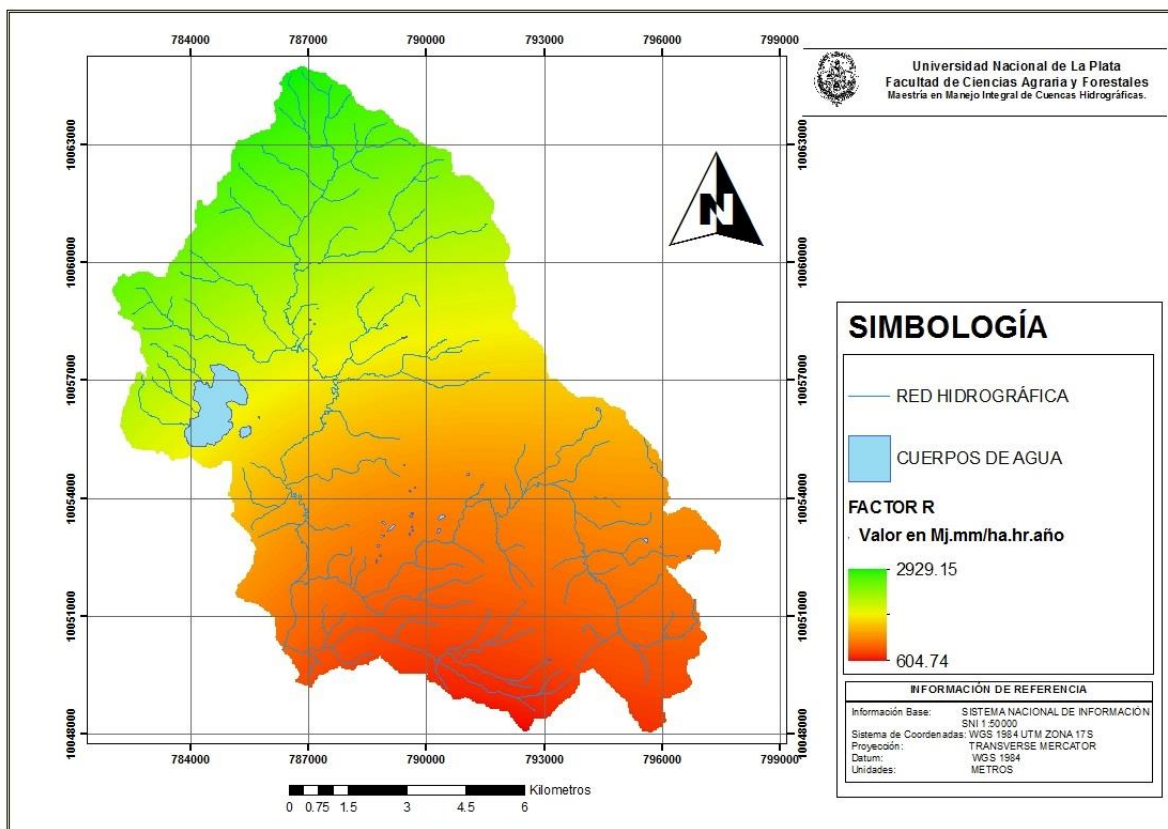 784000 787000 790000 793000 796000 799000
Universidad Nacional de La Plata
Facultad de Ciencias Agraria y Forestales
Maestría en Manejo Integral de Cuencas Hidrográficas.
10063000 10063000
N
10060000 10060000
10057000 10057000
10054000 10054000
10051000 10051000
10048000 10048000
784000 787000 790000 793000 796000 799000
Kilometros
0 0.75 1.5 3 4.5 6
SIMBOLOGÍA
RED HIDROGRÁFICA
CUERPOS DE AGUA
FACTOR R
Valor en Mj.mm/ha.hr.año
2929.15
604.74
INFORMACIÓN DE REFERENCIA
Información Base: SISTEMA NACIONAL DE INFORMACIÓN
SNI 1:50000
Sistema de Coordenadas: WGS 1984 UTM ZONA 17S
Proyección: TRANSVERSE MERCATOR
Datum: WGS 1984
Unidades: METROS